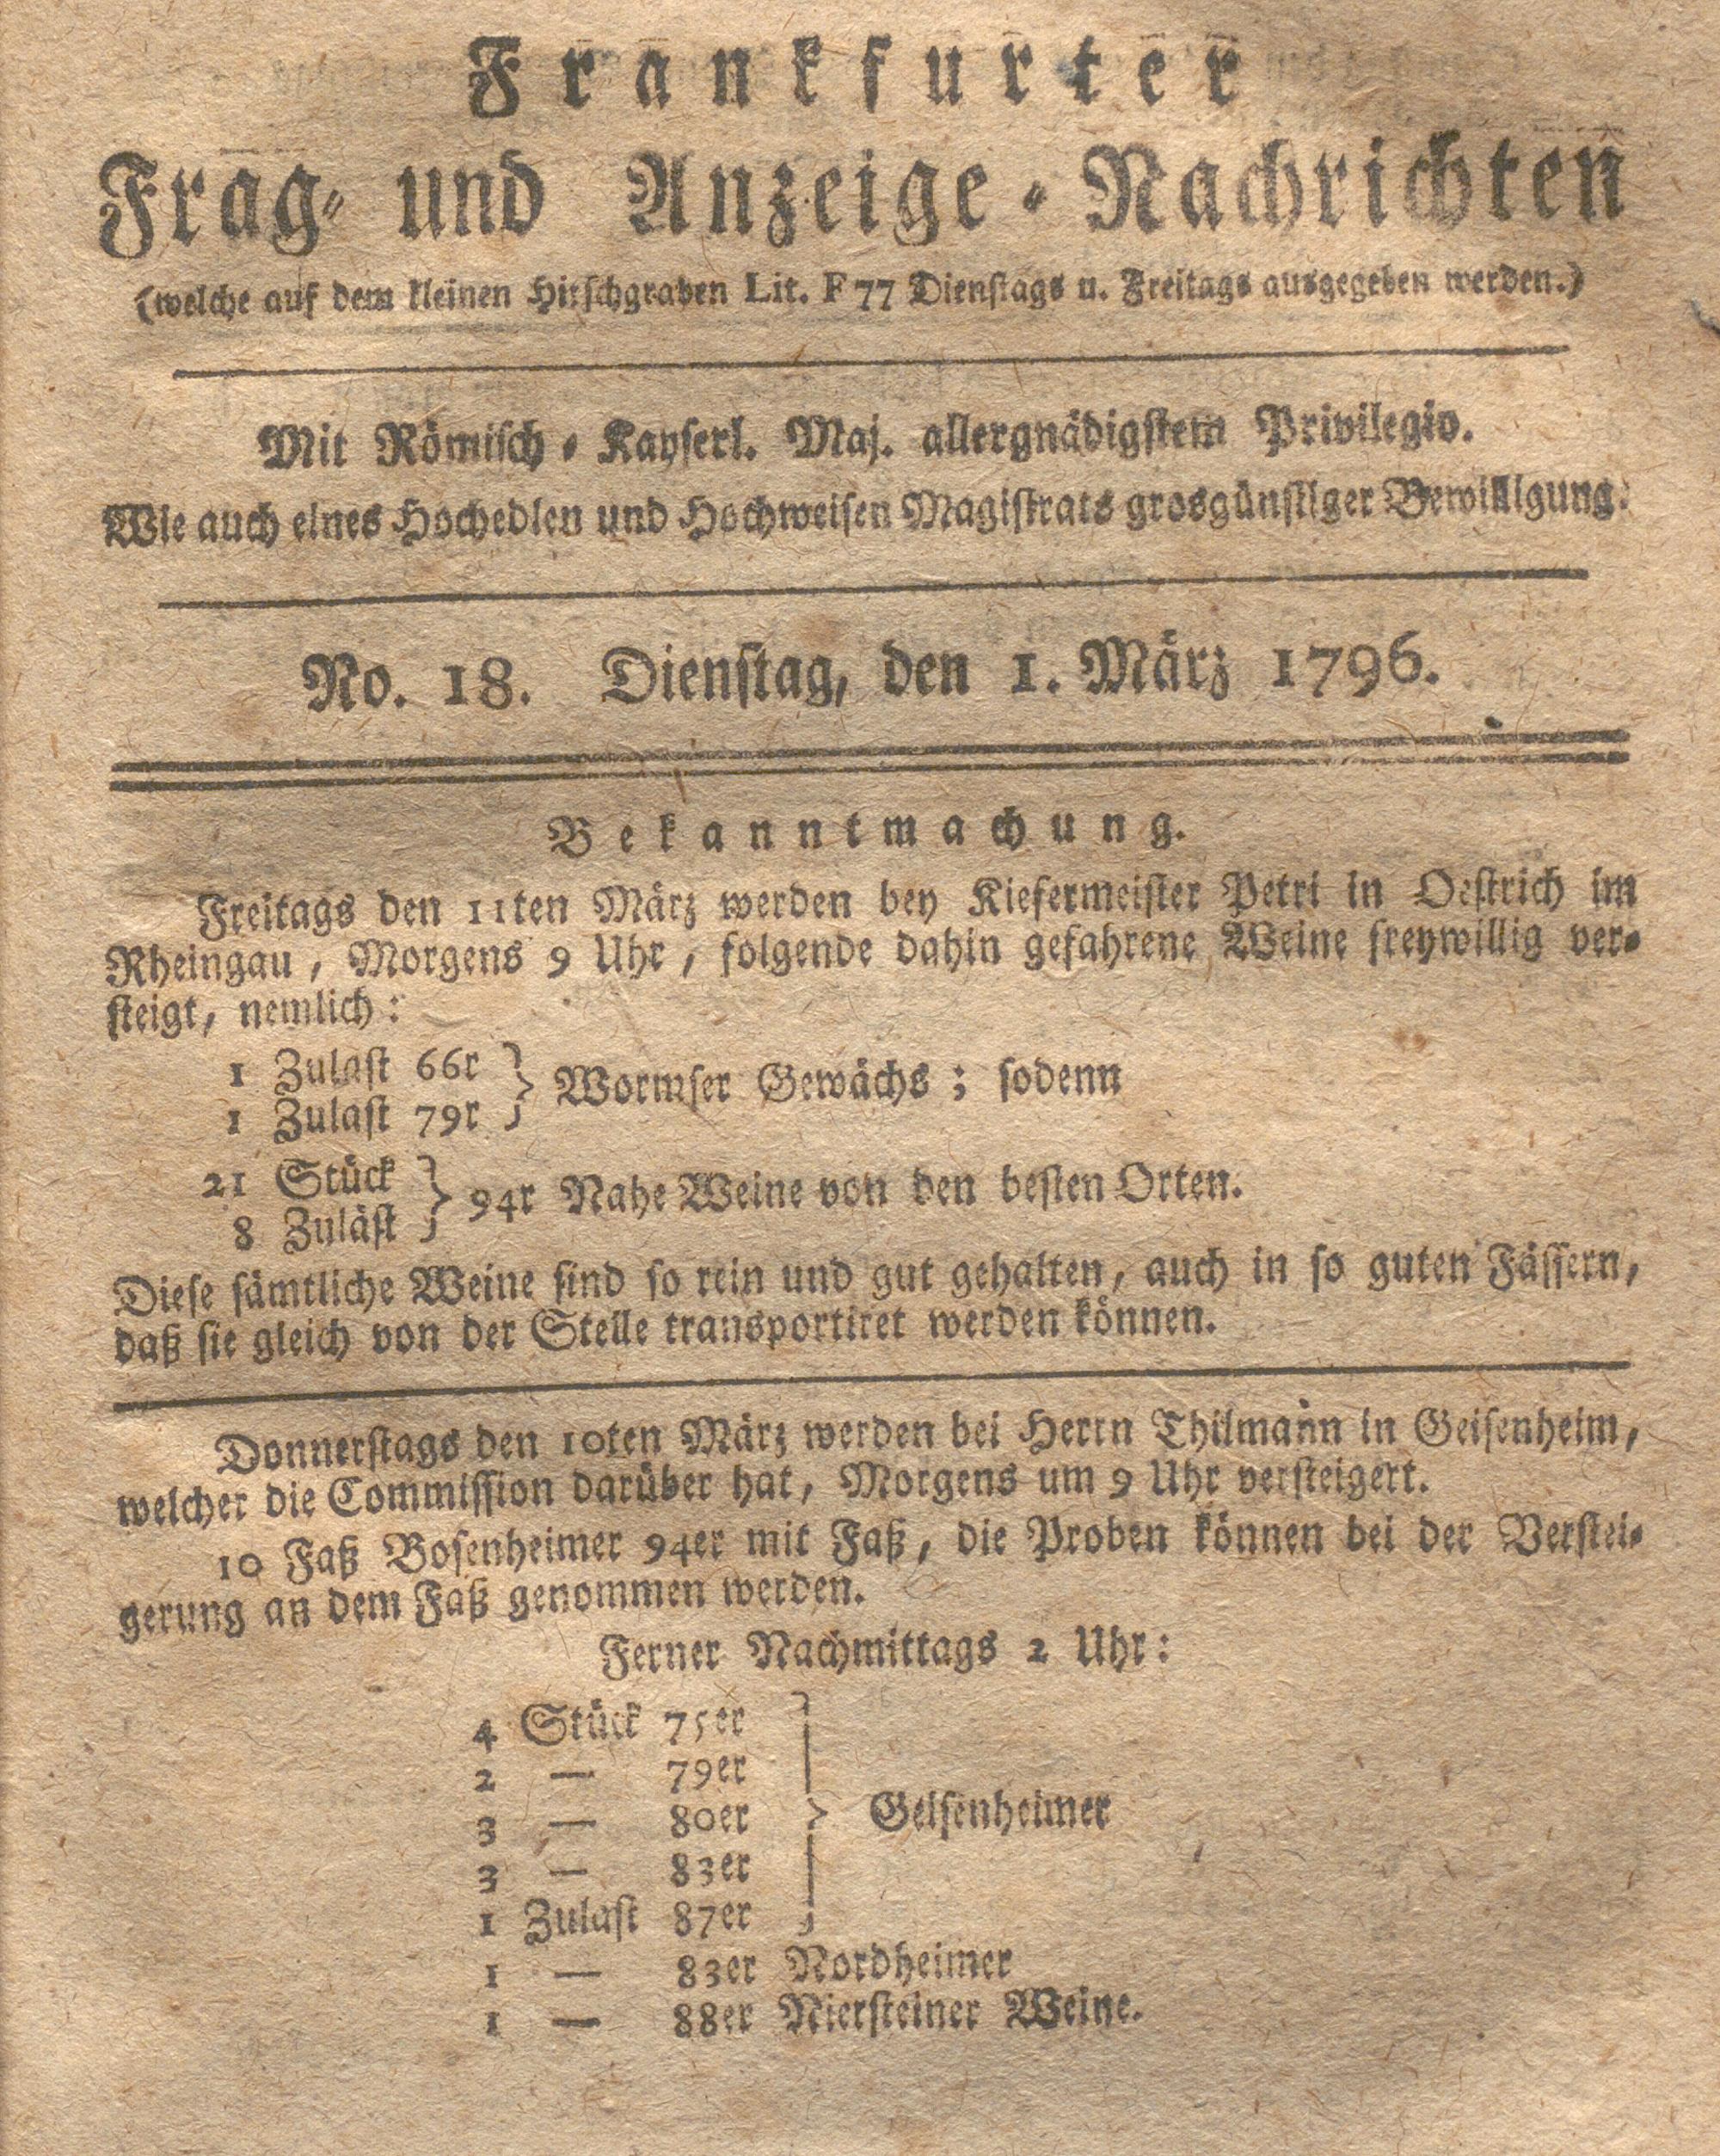 Frankfurter
Frag- und Anzeige-Nachrichten
(welche auf dem kleinen Hirschgraben Lit. F 77 Dienstags u. Freitags ausgegeben werden.)
Mit Römisch-Kayserl. Maj. allergnädigstem Privilegio.
Wie auch eines Hochedlen und Hochweisen Magistrats grosgünstiger Bewilligung.
No. 18. Dienstag, den 1. März 1796.
Bekanntmachung.
Freitags den 11ten März werden bey Kiefermeister Petri in Oestrich im
Rheingau, Morgens 9 Uhr, folgende dahin gefahrene Weine freywillig ver-
steigt, nemlich:
1 Zulast 66r
1 Zulast 79r } Wormser Gewächs; sodenn
21 Stück
8 Zuläst } 94r Nahe Weine von den besten Orten.
Diese sämtliche Weine sind so rein und gut gehalten, auch in so guten Fässern,
daß sie gleich von der Stelle transportiret werden können.
Donnerstags den 10ten März werden bei Herrn Thilmann in Geisenheim,
welcher die Commission darüber hat, Morgens um 9 Uhr versteigert.
10 Faß Bosenheimer 94er mit Faß, die Proben können bei der Verstei-
gerung an dem Faß genommen werden.
Ferner Nachmittags 2 Uhr:
4 Stück 75er
2 — 79er
3 — 80er } Geisenheimer
3 — 83er
1 Zulast 87er
1 — 83er Nordheimer
1 — 88er Niersteiner Weine.